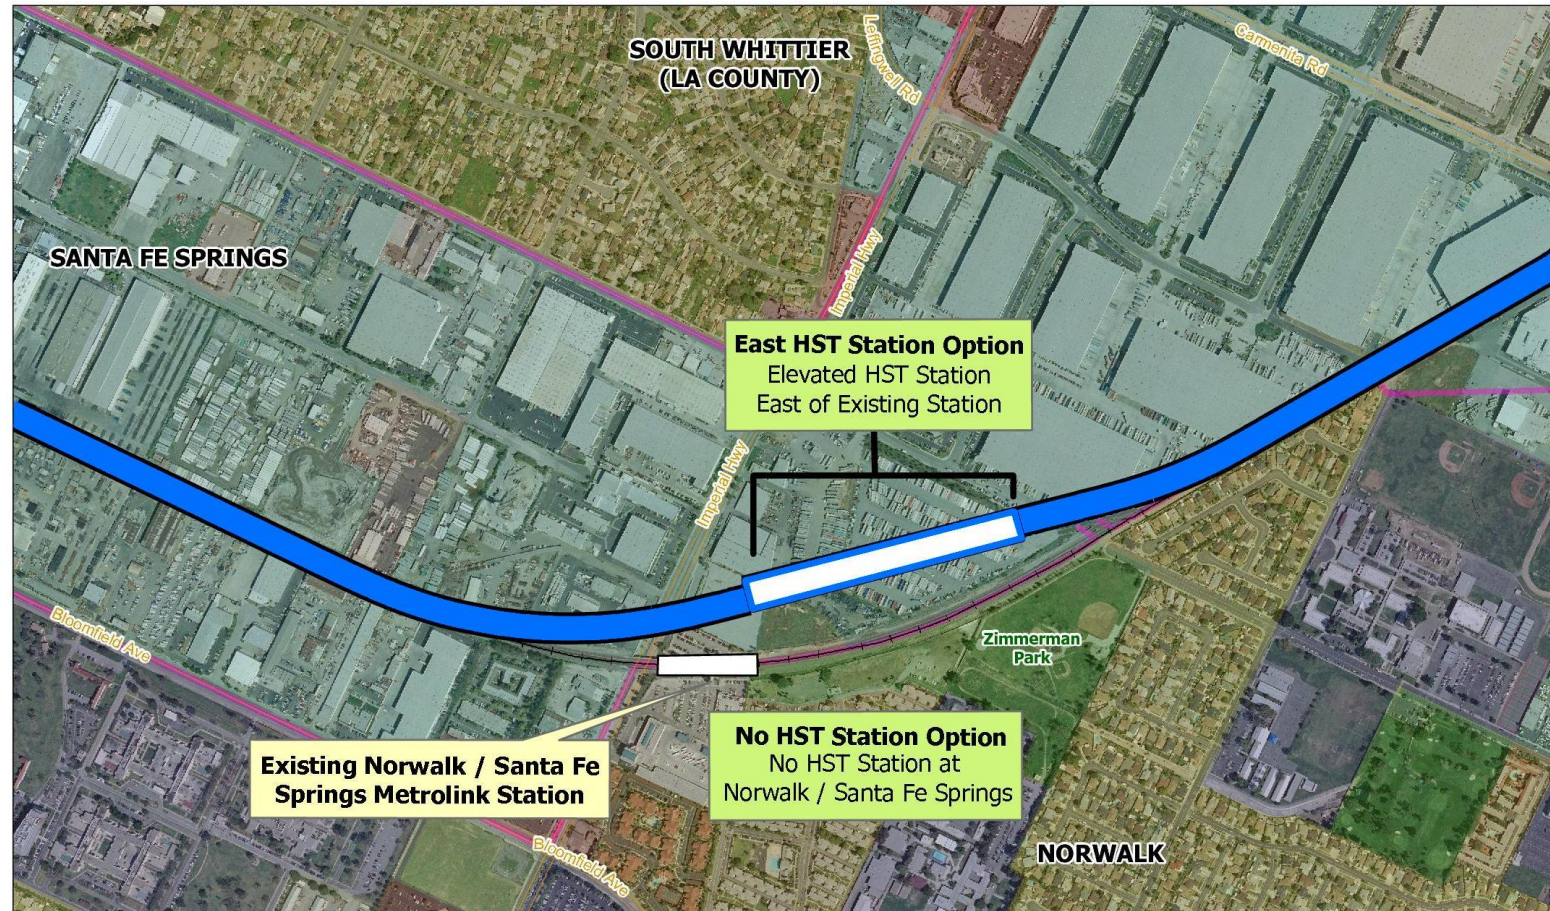 SOUTH WHITTIER
(LA COUNTY)
Leffingwell Rd
Carmenita Rd
SANTA FE SPRINGS
Imperial Hwy
East HST Station Option
Elevated HST Station
East of Existing Station
Imperial Hwy
Bloomfield Ave
Zimmerman
Park
No HST Station Option
No HST Station at
Norwalk / Santa Fe Springs
Existing Norwalk / Santa Fe
Springs Metrolink Station
NORWALK
Bloomfield Ave